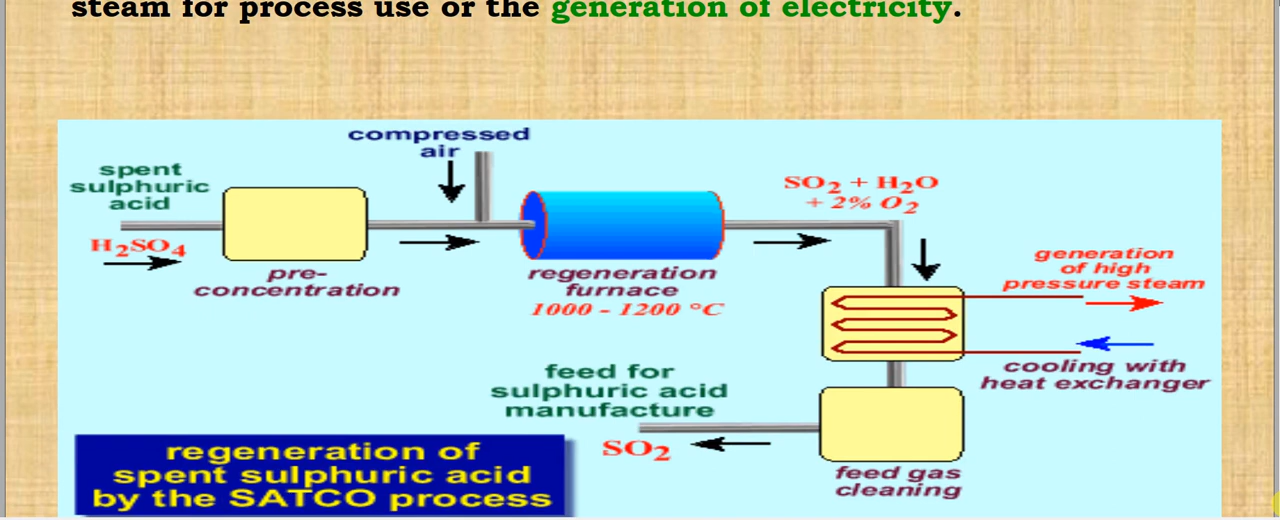 steam for process use or the generation of electricity.
compressed
air
spent
sulphuric
acid
H₂SO₄
pre-
concentration
regeneration
furnace
1000 - 1200 °C
SO₂ + H₂O
+ 2% O₂
generation
of high
pressure steam
cooling with
heat exchanger
feed for
sulphuric acid
manufacture
SO₂
feed gas
cleaning
regeneration of
spent sulphuric acid
by the SATCO process